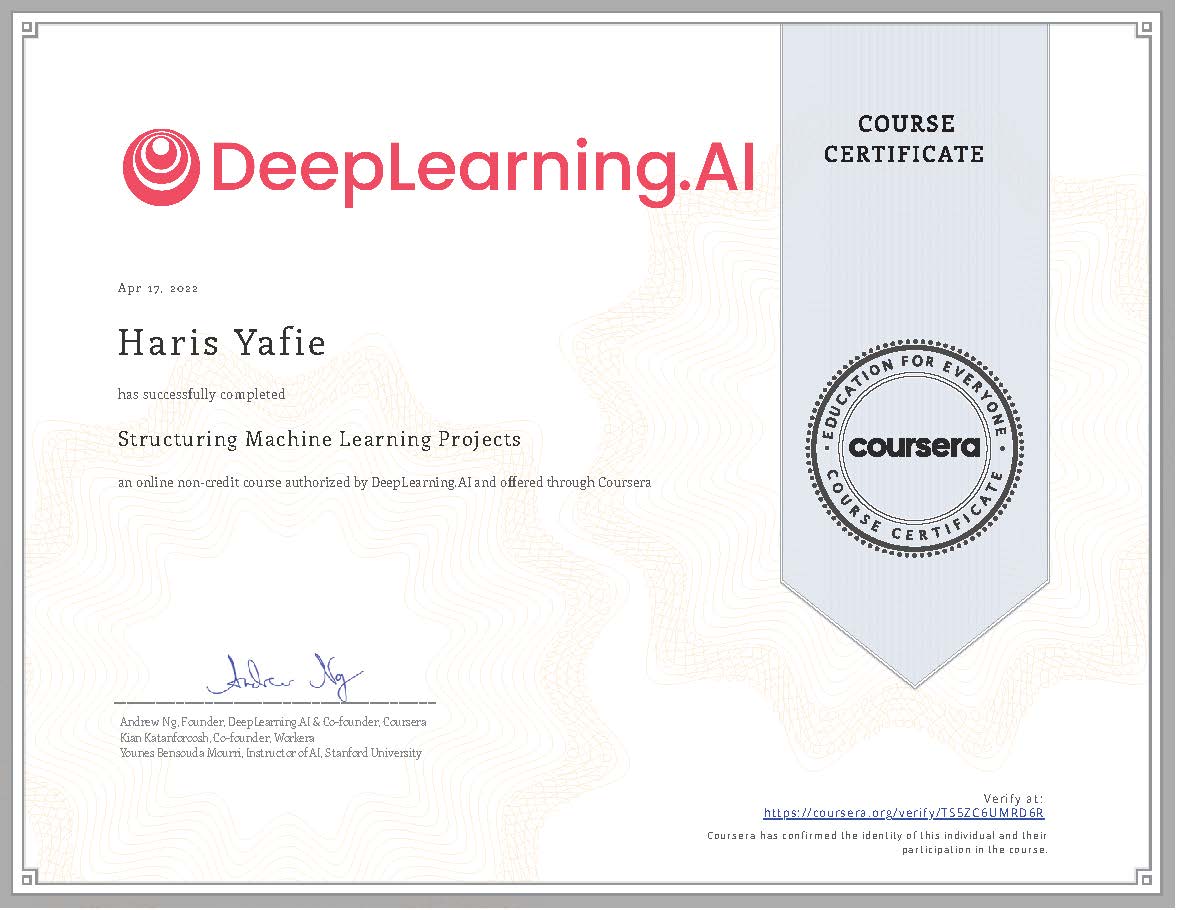 DeepLearning.AI
COURSE
CERTIFICATE
Apr 17, 2022
Haris Yafie
has successfully completed
Structuring Machine Learning Projects
an online non-credit course authorized by DeepLearning.AI and offered through Coursera
EDUCATION FOR EVERYONE
coursera
COURSE CERTIFICATE
Andrew Ng
Andrew Ng, Founder, DeepLearning.AI & Co-founder, Coursera
Kian Katanforoosh, Co-founder, Workera
Younes Bensouda Mourri, Instructor of AI, Stanford University
Verify at:
https://coursera.org/verify/TS5ZC6UMRD6R
Coursera has confirmed the identity of this individual and their
participation in the course.